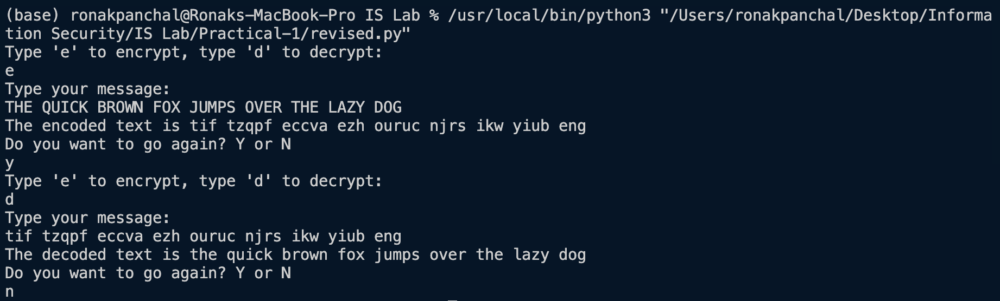 (base) ronakpanchal@Ronaks-MacBook-Pro IS Lab % /usr/local/bin/python3 "/Users/ronakpanchal/Desktop/Informa
tion Security/IS Lab/Practical-1/revised.py"
Type 'e' to encrypt, type 'd' to decrypt:
e
Type your message:
THE QUICK BROWN FOX JUMPS OVER THE LAZY DOG
The encoded text is tif tzqpf eccva ezh ouruc njrs ikw yiub eng
Do you want to go again? Y or N
y
Type 'e' to encrypt, type 'd' to decrypt:
d
Type your message:
tif tzqpf eccva ezh ouruc njrs ikw yiub eng
The decoded text is the quick brown fox jumps over the lazy dog
Do you want to go again? Y or N
n